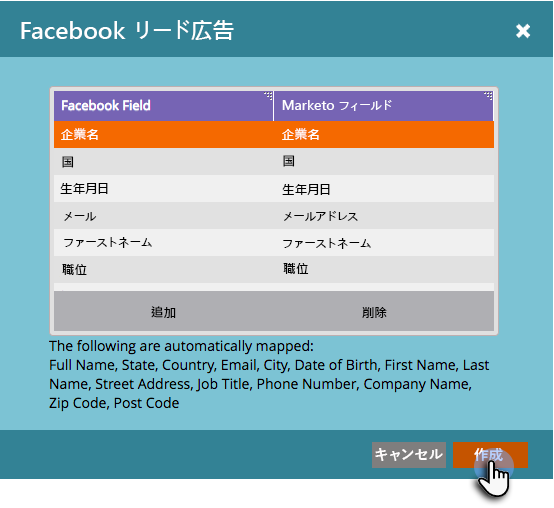 Facebook リード広告
Facebook Field Marketo フィールド
企業名 企業名
国 国
生年月日 生年月日
メール メールアドレス
ファーストネーム ファーストネーム
職位 職位
追加 削除
The following are automatically mapped:
Full Name, State, Country, Email, City, Date of Birth, First Name, Last
Name, Street Address, Job Title, Phone Number, Company Name,
Zip Code, Post Code
キャンセル 作成